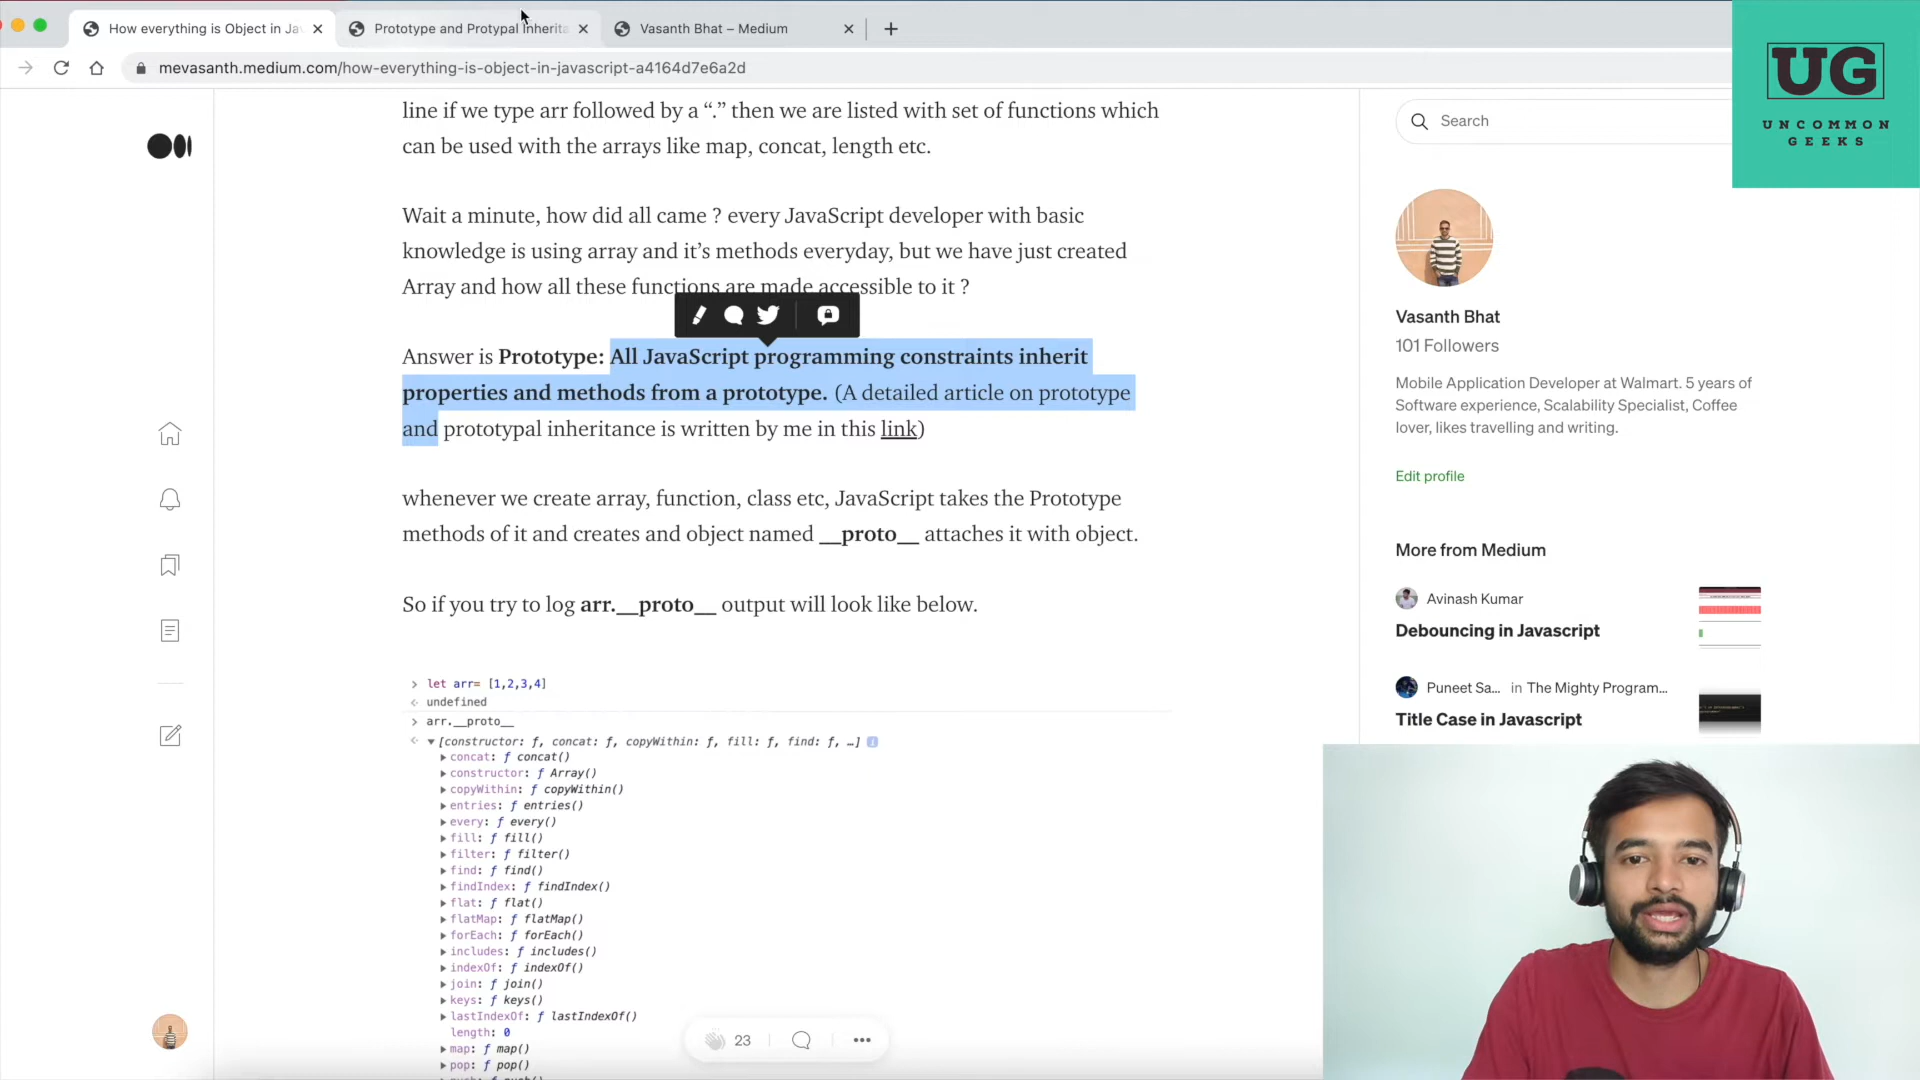 How everything is Object in Ja
Prototype and Protypal Inherita
Vasanth Bhat – Medium
mevasanth.medium.com/how-everything-is-object-in-javascript-a4164d7e6a2d
UG
UNCOMMON
GEEKS
line if we type arr followed by a “.” then we are listed with set of functions which
can be used with the arrays like map, concat, length etc.
Wait a minute, how did all came ? every JavaScript developer with basic
knowledge is using array and it’s methods everyday, but we have just created
Array and how all these functions are made accessible to it ?
Answer is Prototype: All JavaScript programming constraints inherit
properties and methods from a prototype. (A detailed article on prototype
and prototypal inheritance is written by me in this link)
whenever we create array, function, class etc, JavaScript takes the Prototype
methods of it and creates and object named __proto__ attaches it with object.
So if you try to log arr.__proto__ output will look like below.
let arr= [1,2,3,4]
undefined
arr.__proto__
[constructor: ƒ, concat: ƒ, copyWithin: ƒ, fill: ƒ, find: ƒ, …] i
concat: ƒ concat()
constructor: ƒ Array()
copyWithin: ƒ copyWithin()
entries: ƒ entries()
every: ƒ every()
fill: ƒ fill()
filter: ƒ filter()
find: ƒ find()
findIndex: ƒ findIndex()
flat: ƒ flat()
flatMap: ƒ flatMap()
forEach: ƒ forEach()
includes: ƒ includes()
indexOf: ƒ indexOf()
join: ƒ join()
keys: ƒ keys()
lastIndexOf: ƒ lastIndexOf()
length: 0
map: ƒ map()
pop: ƒ pop()
23
Search
Vasanth Bhat
101 Followers
Mobile Application Developer at Walmart. 5 years of
Software experience, Scalability Specialist, Coffee
lover, likes travelling and writing.
Edit profile
More from Medium
Avinash Kumar
Debouncing in Javascript
Puneet Sa... in The Mighty Program...
Title Case in Javascript